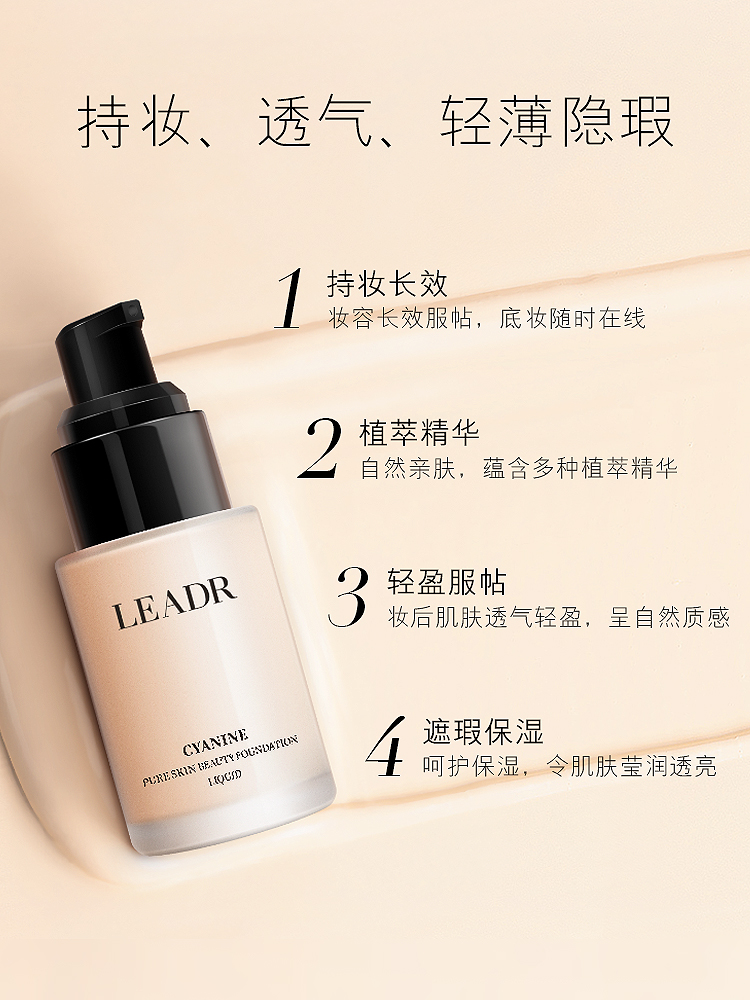 持妆、透气、轻薄隐瑕
1 持妆长效
妆容长效服帖，底妆随时在线
2 植萃精华
自然亲肤，蕴含多种植萃精华
3 轻盈服帖
妆后肌肤透气轻盈，呈自然质感
4 遮瑕保湿
呵护保湿，令肌肤莹润透亮
LEADR
CYANINE
PURE SKIN BEAUTY FOUNDATION
LIQUID